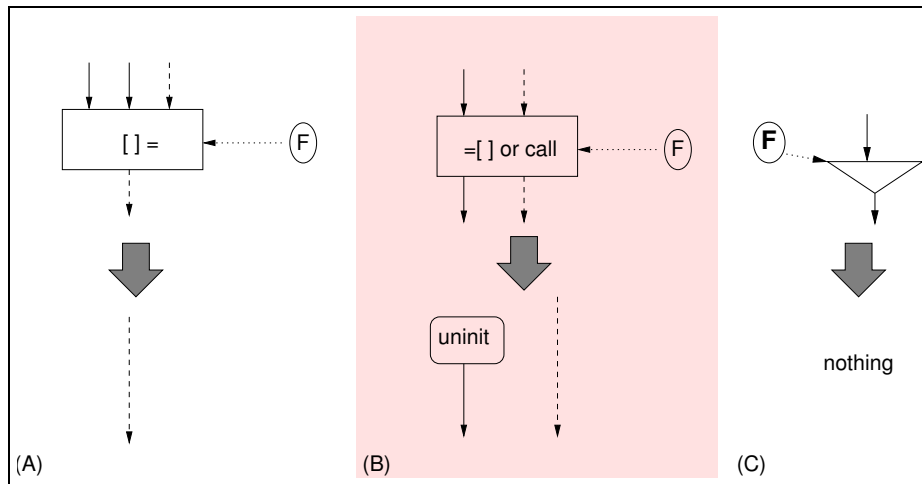 [ ] =
F
(A)
=[ ] or call
F
uninit
(B)
F
nothing
(C)